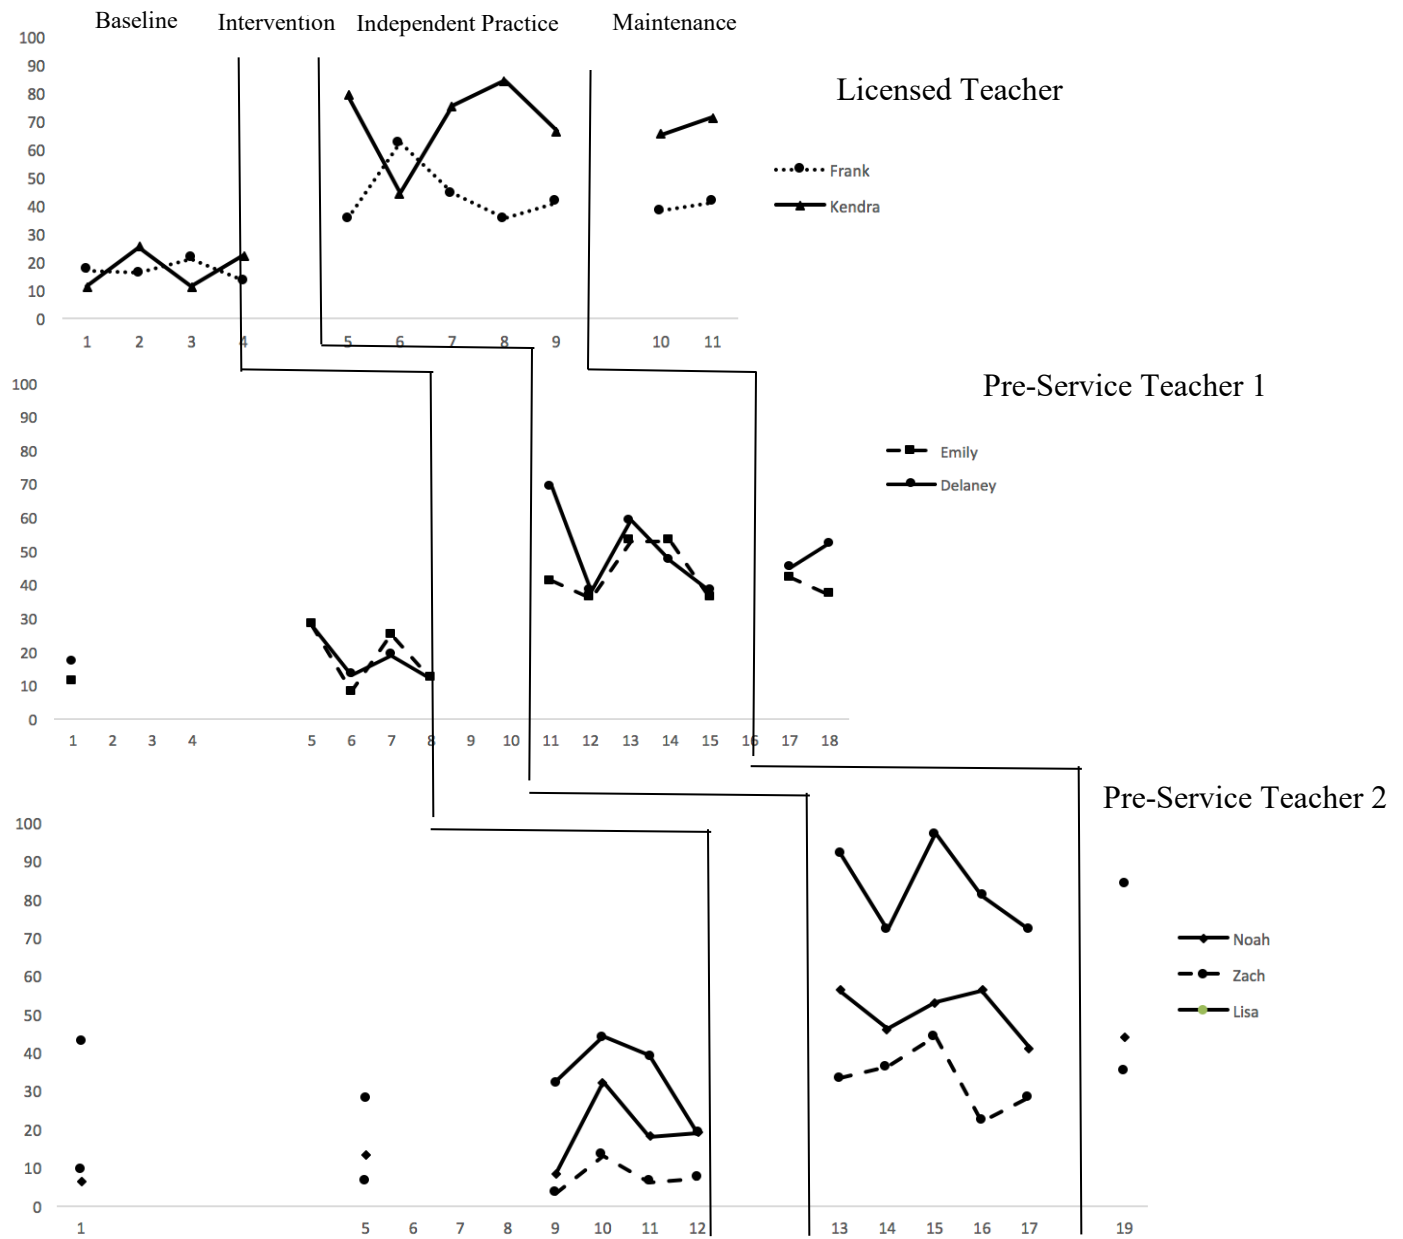 Baseline Intervention Independent Practice Maintenance
100
90
80
70
60
50
40
30
20
10
0
Licensed Teacher
Frank
Kendra
1 2 3 4 5 6 7 8 9 10 11
Pre-Service Teacher 1
100
90
80
70
60
50
40
30
20
10
0
Emily
Delaney
1 2 3 4 5 6 7 8 9 10 11 12 13 14 15 16 17 18
Pre-Service Teacher 2
100
90
80
70
60
50
40
30
20
10
0
Noah
Zach
Lisa
1 5 6 7 8 9 10 11 12 13 14 15 16 17 19